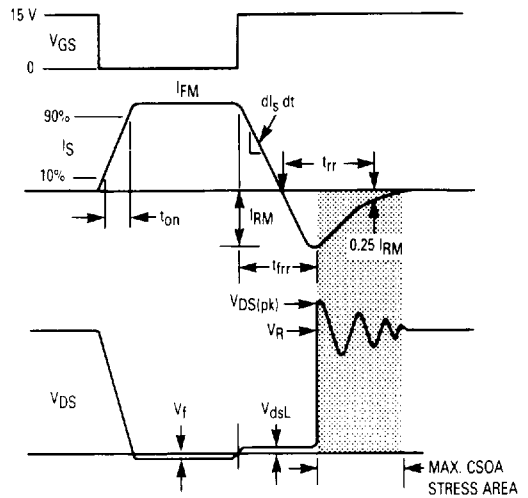 15 V
VGS
0
IFM
90%
dIs dt
IS
trr
10%
ton
IRM
0.25 IRM
tfrr
VDS(pk)
VR
VDS
Vf
VdsL
MAX. CSOA
STRESS AREA